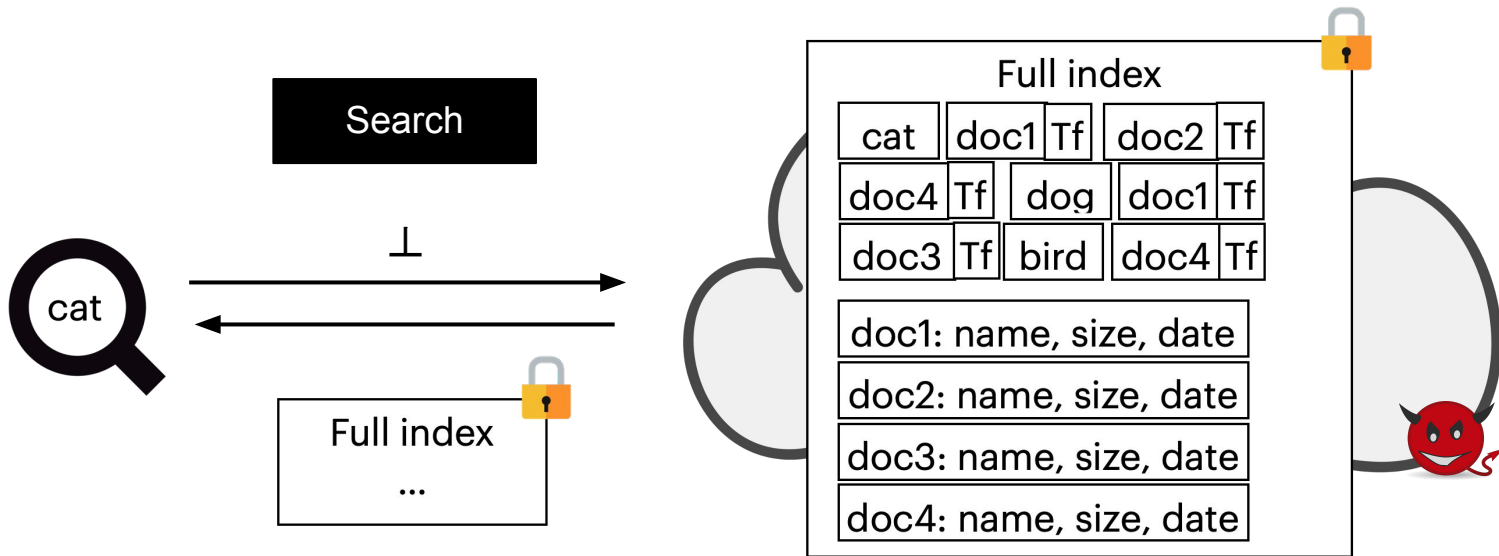 Search
⊥
cat
Full index
...
Full index
cat doc1 Tf doc2 Tf
doc4 Tf dog doc1 Tf
doc3 Tf bird doc4 Tf
doc1: name, size, date
doc2: name, size, date
doc3: name, size, date
doc4: name, size, date